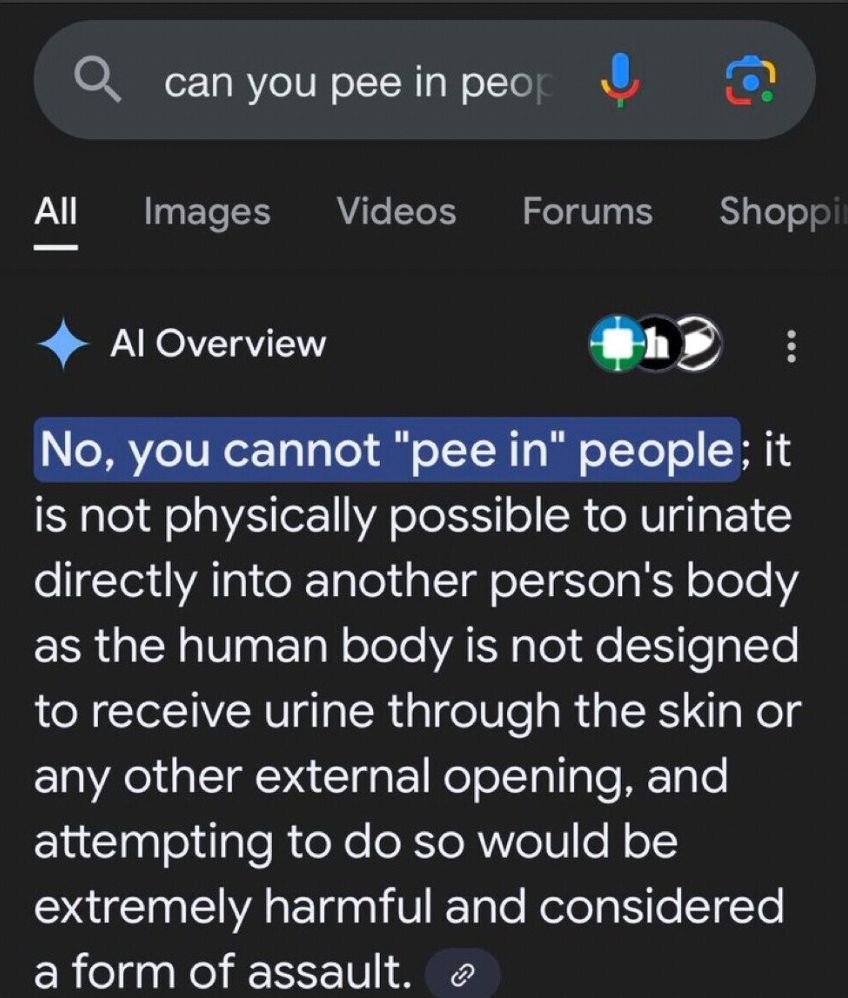 can you pee in peop
All Images Videos Forums Shoppi
AI Overview
h
No, you cannot "pee in" people; it
is not physically possible to urinate
directly into another person's body
as the human body is not designed
to receive urine through the skin or
any other external opening, and
attempting to do so would be
extremely harmful and considered
a form of assault.